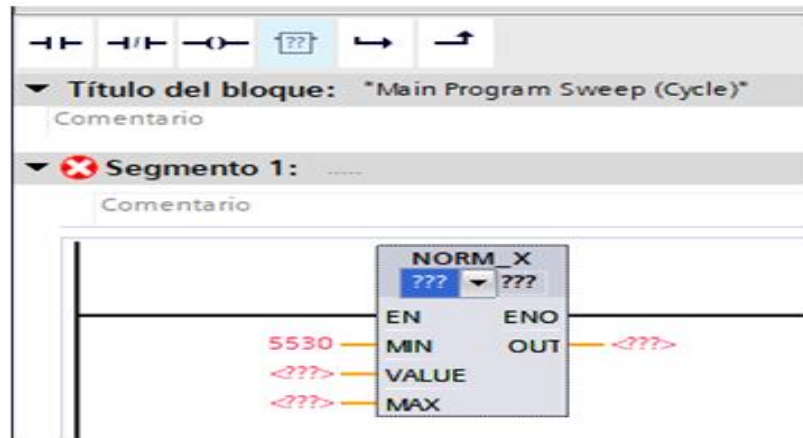 ??
Título del bloque: "Main Program Sweep (Cycle)"
Comentario
Segmento 1: .....
Comentario
NORM_X
??? ???
EN ENO
5530 MIN OUT <???>
<???> VALUE
<???> MAX